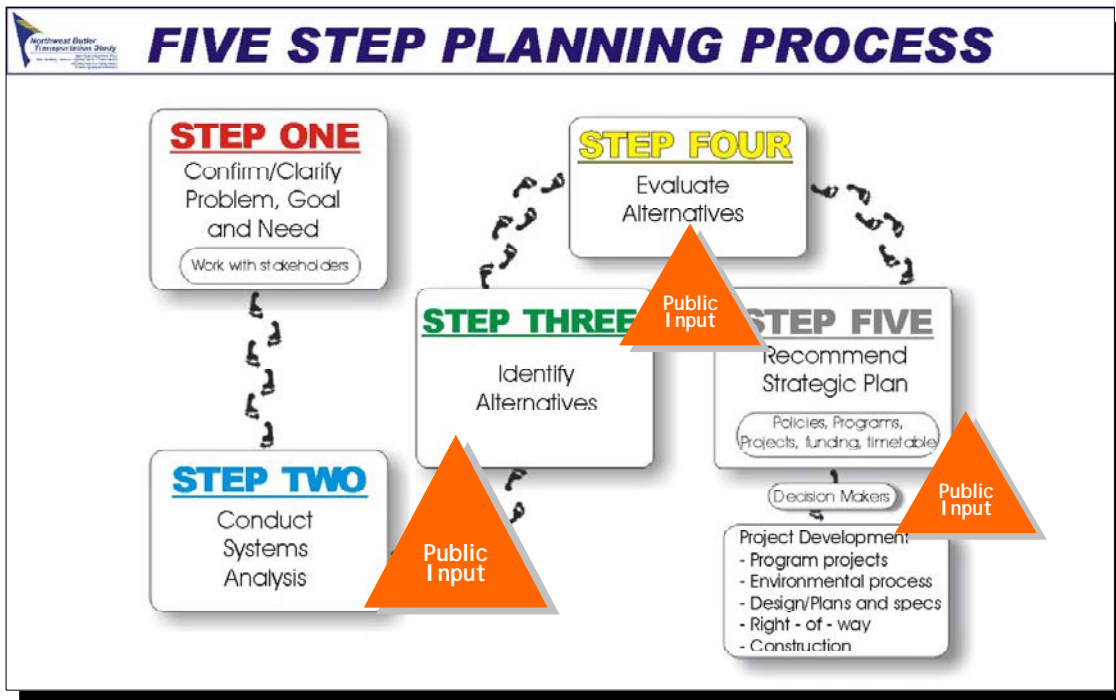 Northwest Butler
Transportation Study
FIVE STEP PLANNING PROCESS
STEP ONE
Confirm/Clarify
Problem, Goal
and Need
Work with stakeholders
STEP TWO
Conduct
Systems
Analysis
Public
Input
STEP THREE
Identify
Alternatives
STEP FOUR
Evaluate
Alternatives
Public
Input
STEP FIVE
Recommend
Strategic Plan
Policies, Programs,
Projects, funding, timetable
Public
Input
Decision Makers
Project Development
- Program projects
- Environmental process
- Design/Plans and specs
- Right - of - way
- Construction